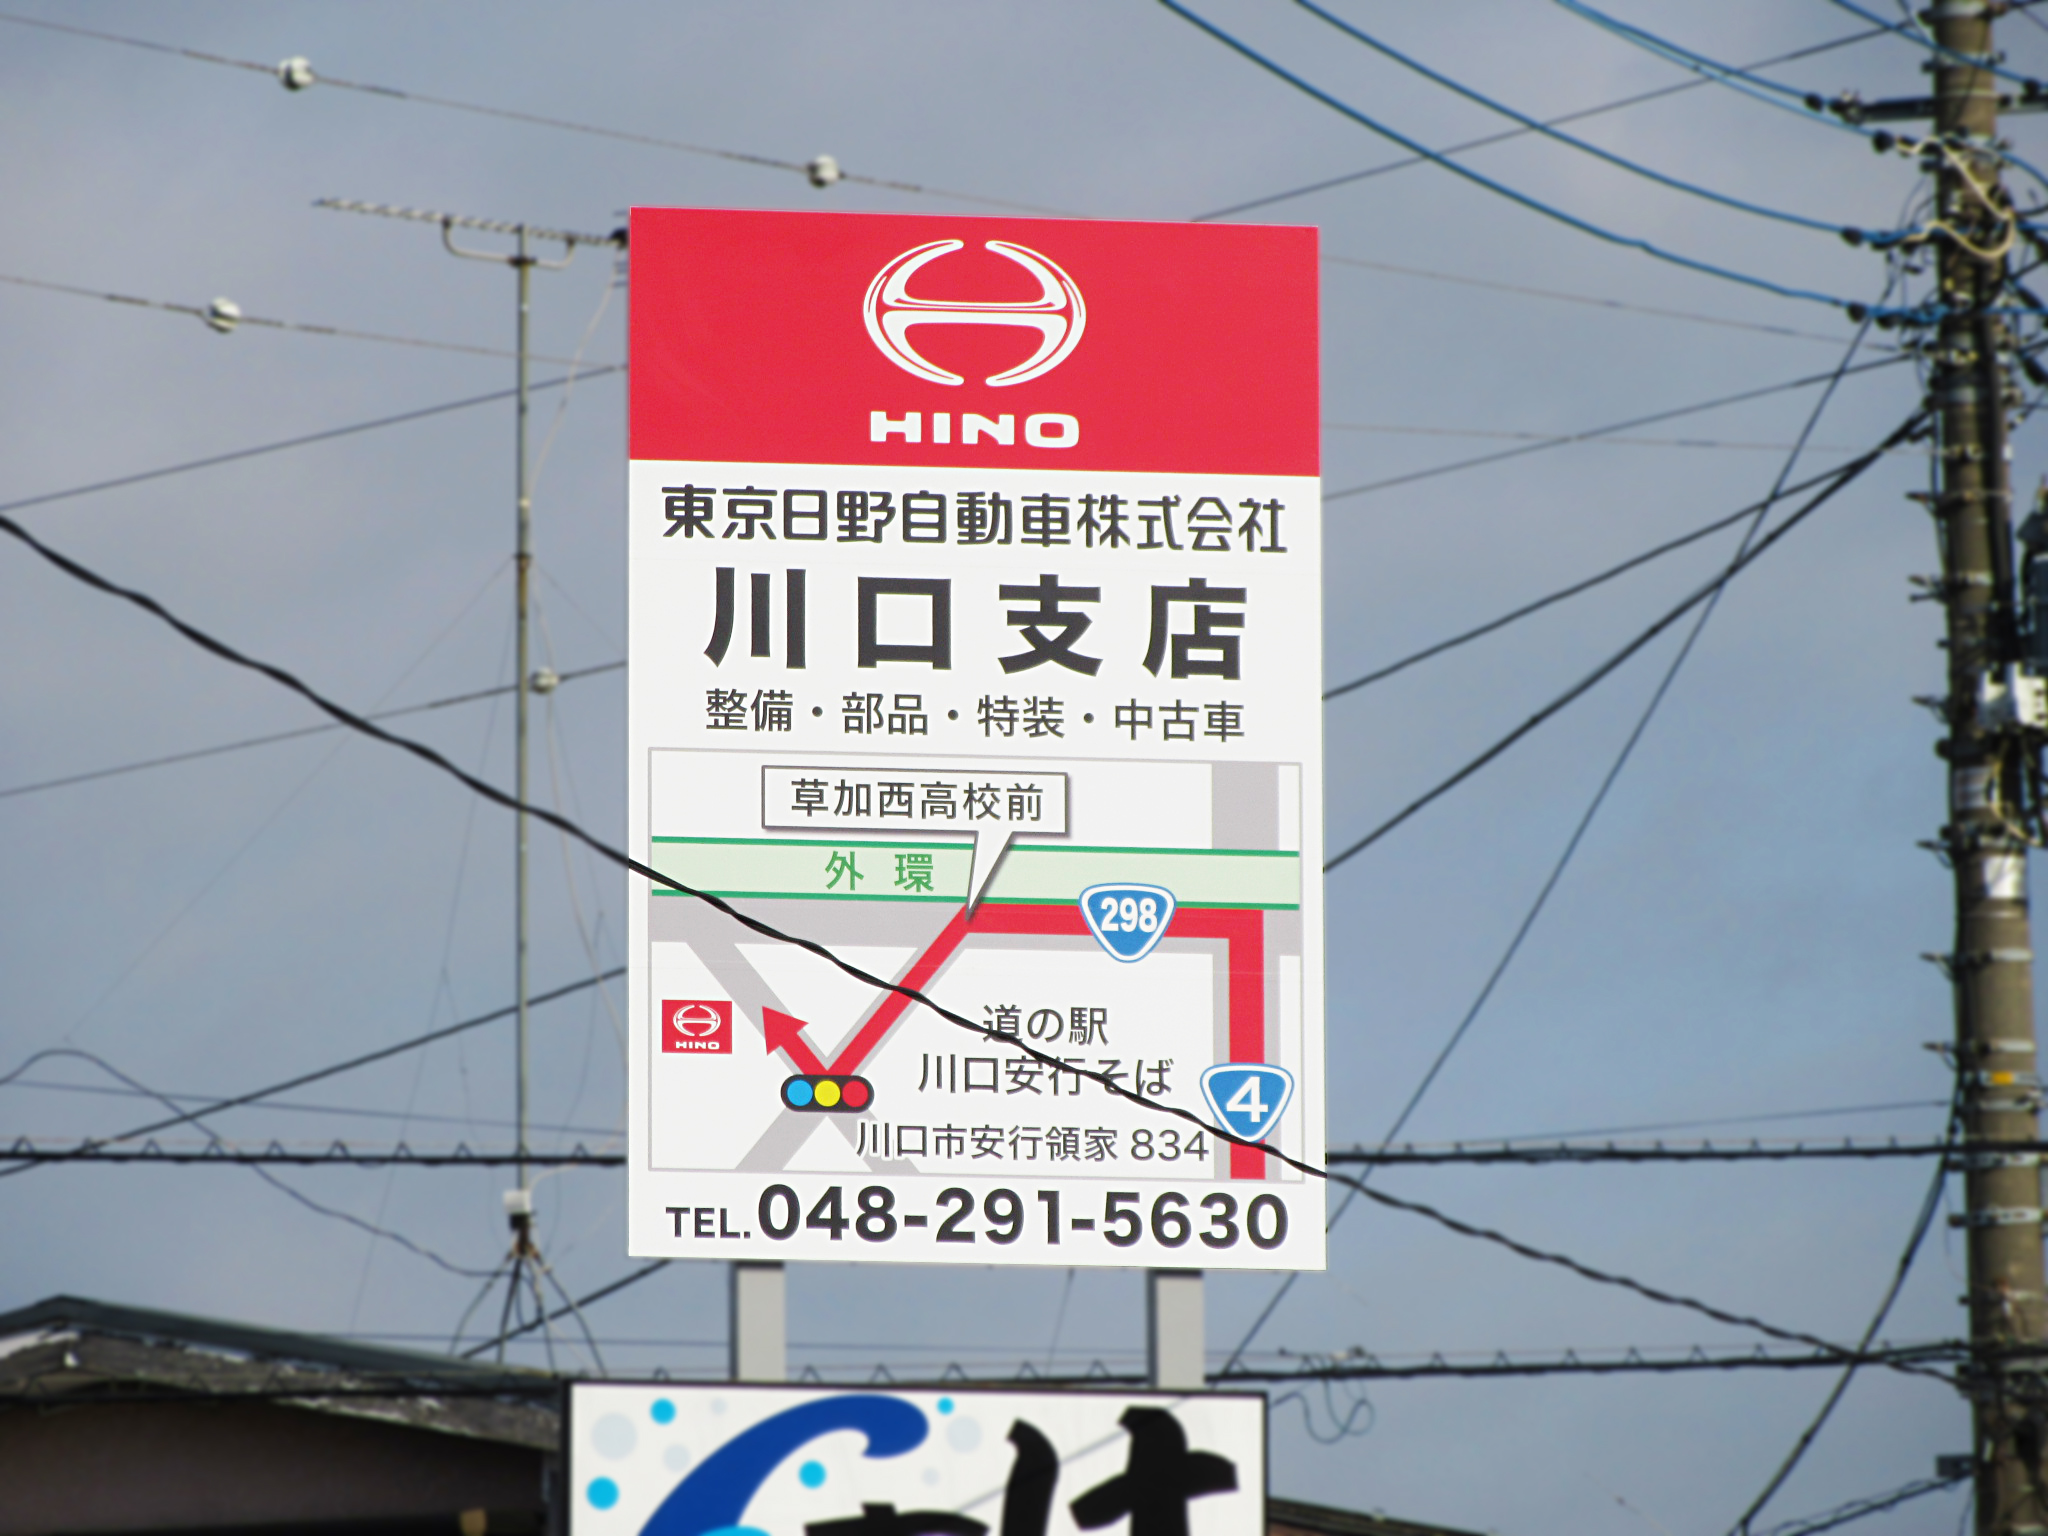 HINO
東京日野自動車株式会社
川口支店
整備・部品・特装・中古車
草加西高校前
外環
298
HINO
道の駅
川口安行そば
4
川口市安行領家 834
TEL.048-291-5630